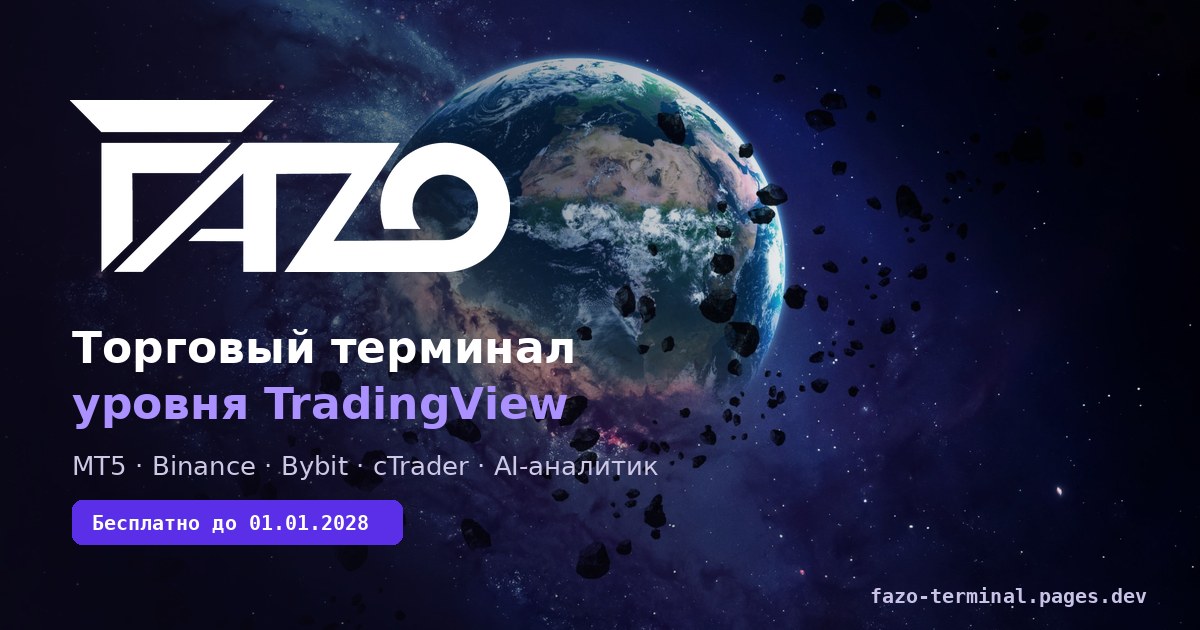 FAZO
Торговый терминал
уровня TradingView
MT5 · Binance · Bybit · cTrader · AI-аналитик
Бесплатно до 01.01.2028
fazo-terminal.pages.dev